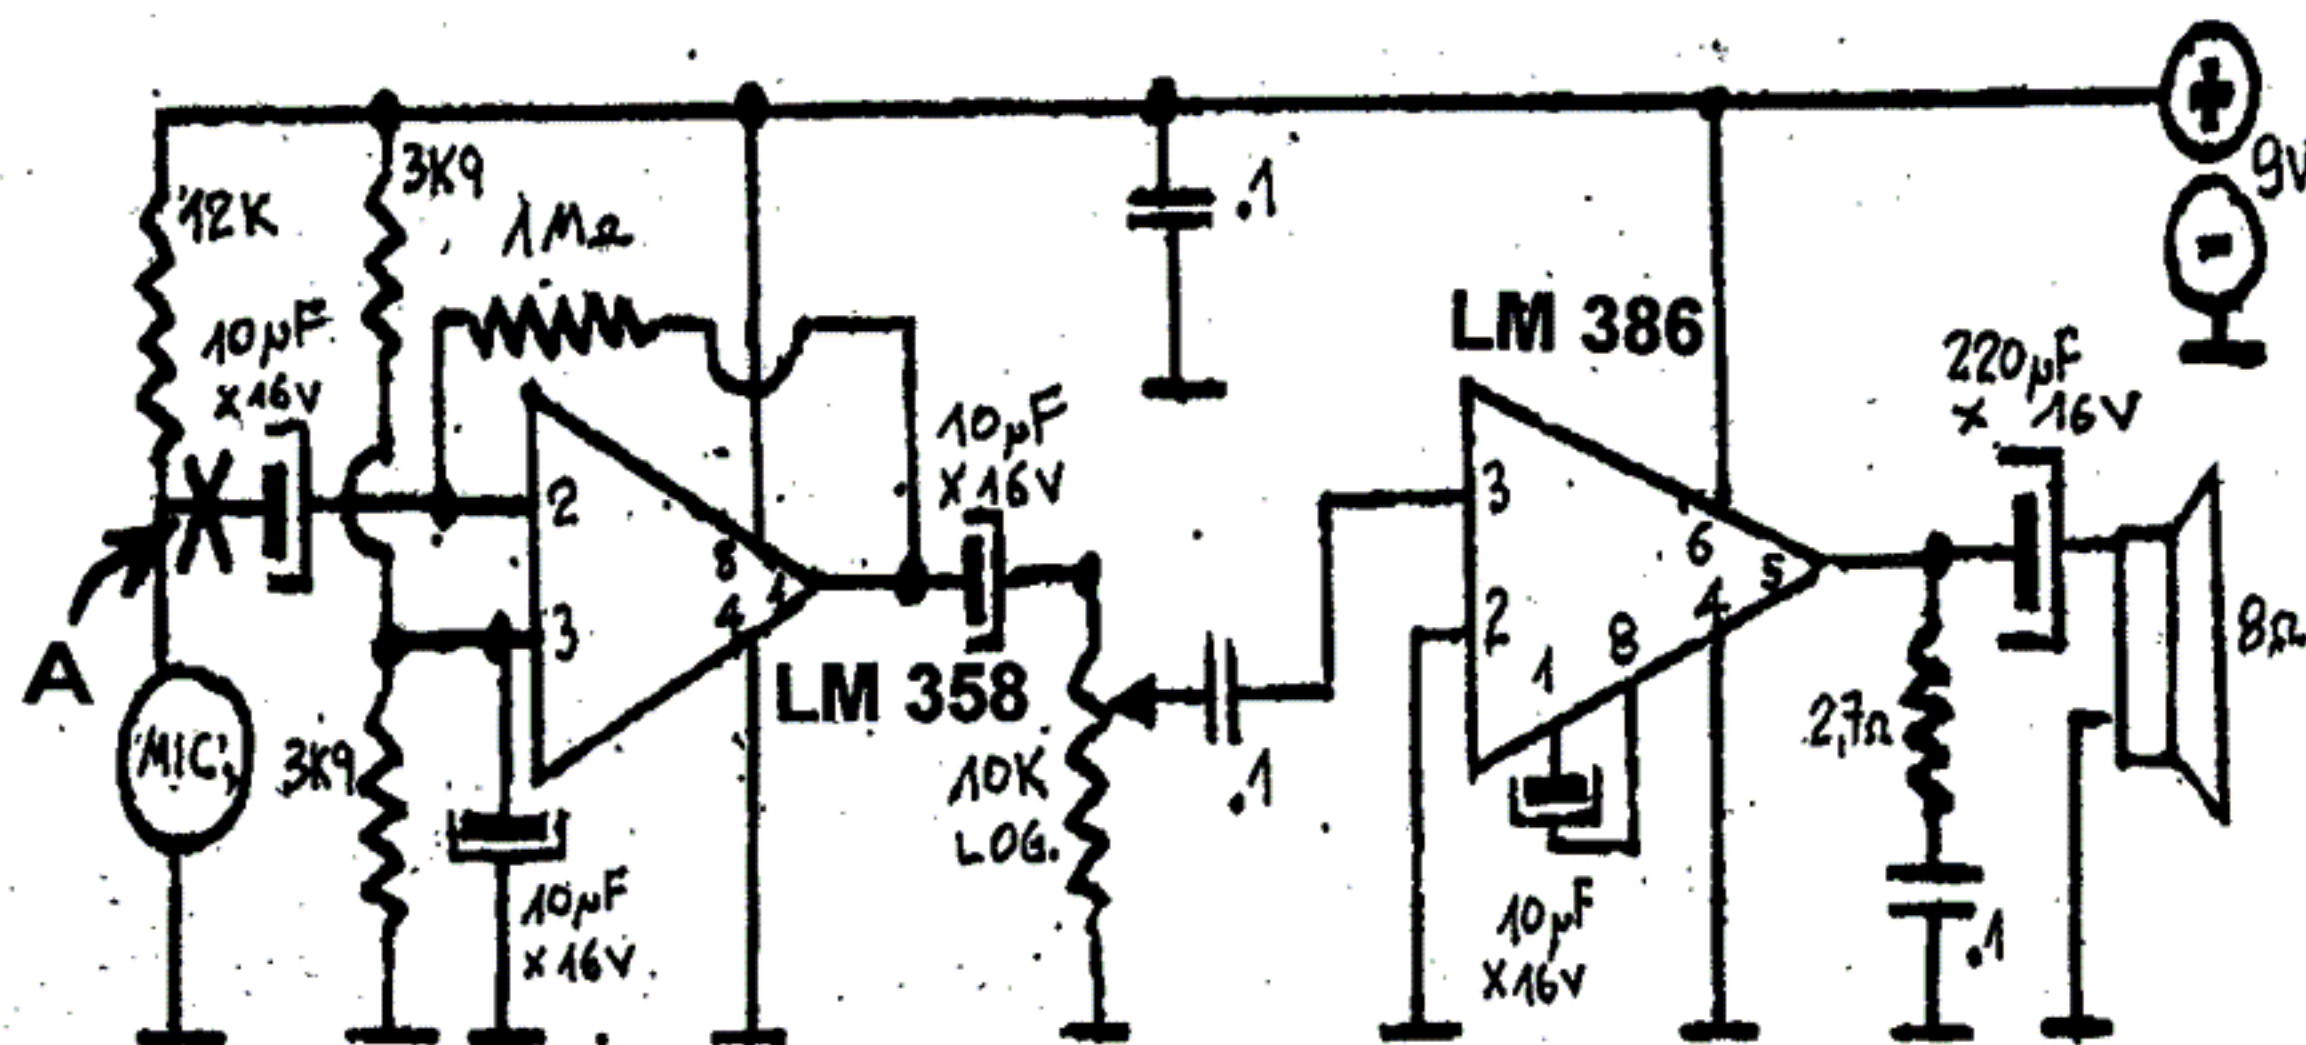 12K
3K9
1MΩ
10µF
x16V
.1
LM 386
9V
+
-
220µF
x 16V
10µF
x16V
2
3
8
4
1
LM 358
3
2
6
5
4
8
1
8Ω
2,7Ω
A
MIC.
3K9
10µF
x16V.
10K
LOG.
.1
10µF
x16V
.1